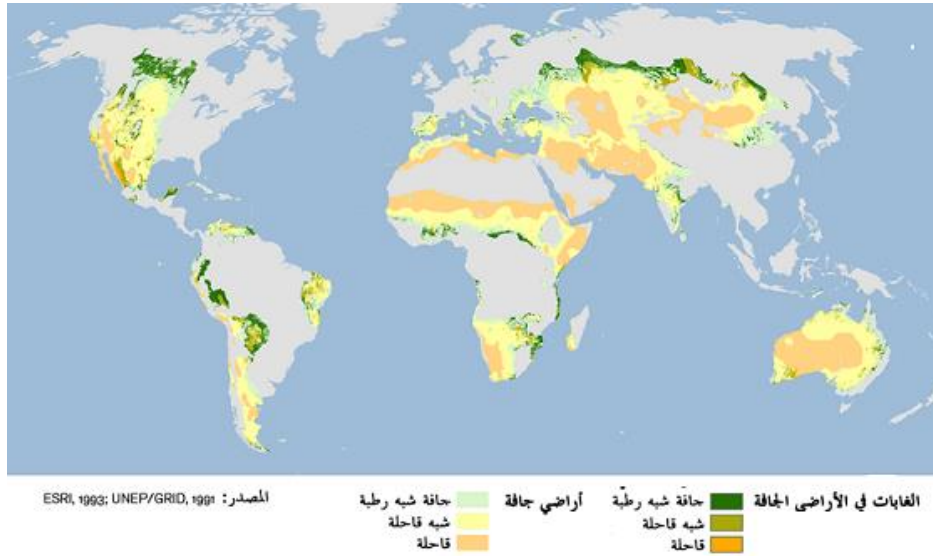 الغابات في الأراضي الجافة
جافة شبه رطبة
شبه قاحلة
قاحلة
أراضي جافة
جافة شبه رطبة
شبه قاحلة
قاحلة
المصدر: ESRI, 1993; UNEP/GRID, 1991